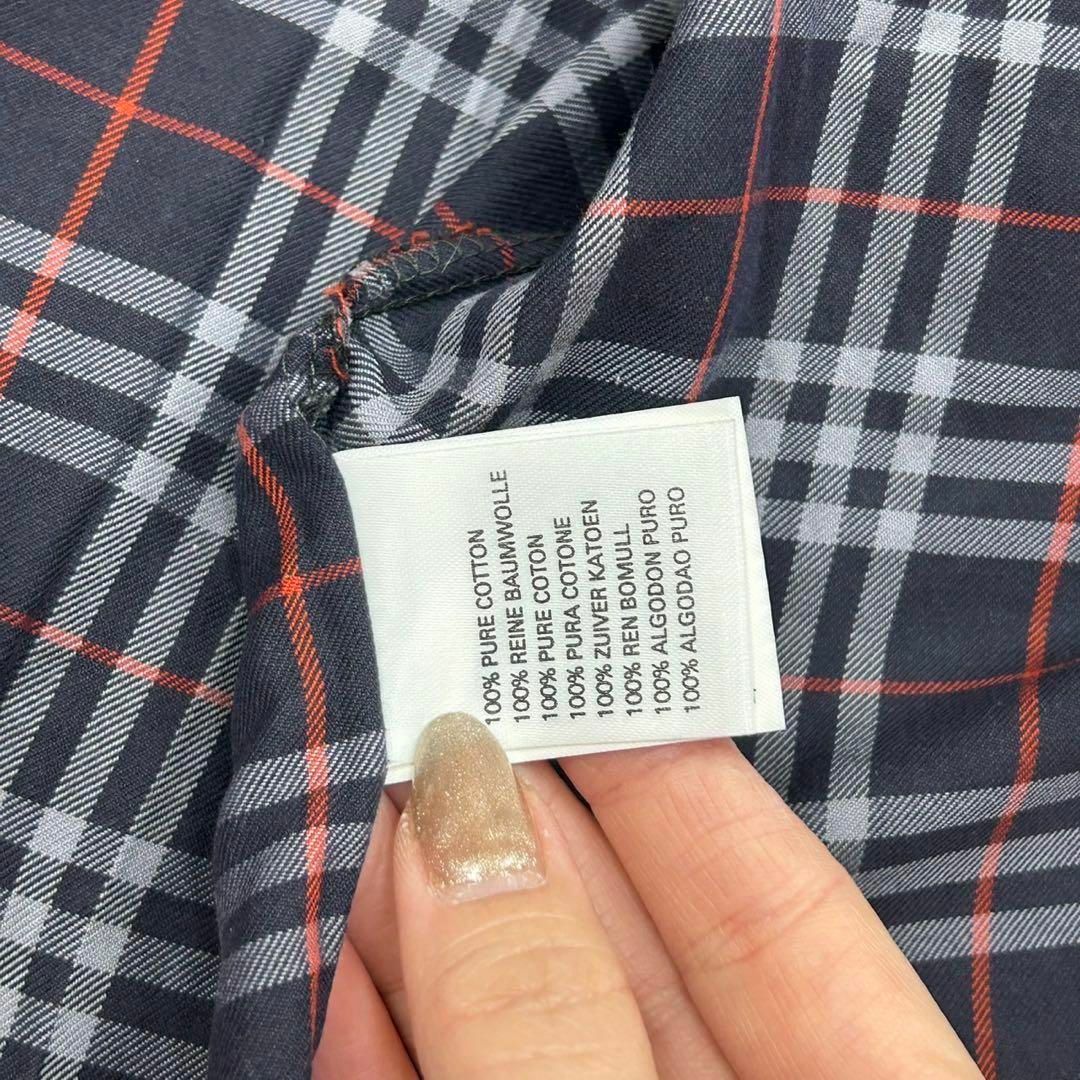 100% PURE COTTON
100% REINE BAUMWOLLE
100% PURE COTON
100% PURA COTONE
100% ZUIVER KATOEN
100% REN BOMULL
100% ALGODON PURO
100% ALGODAO PURO